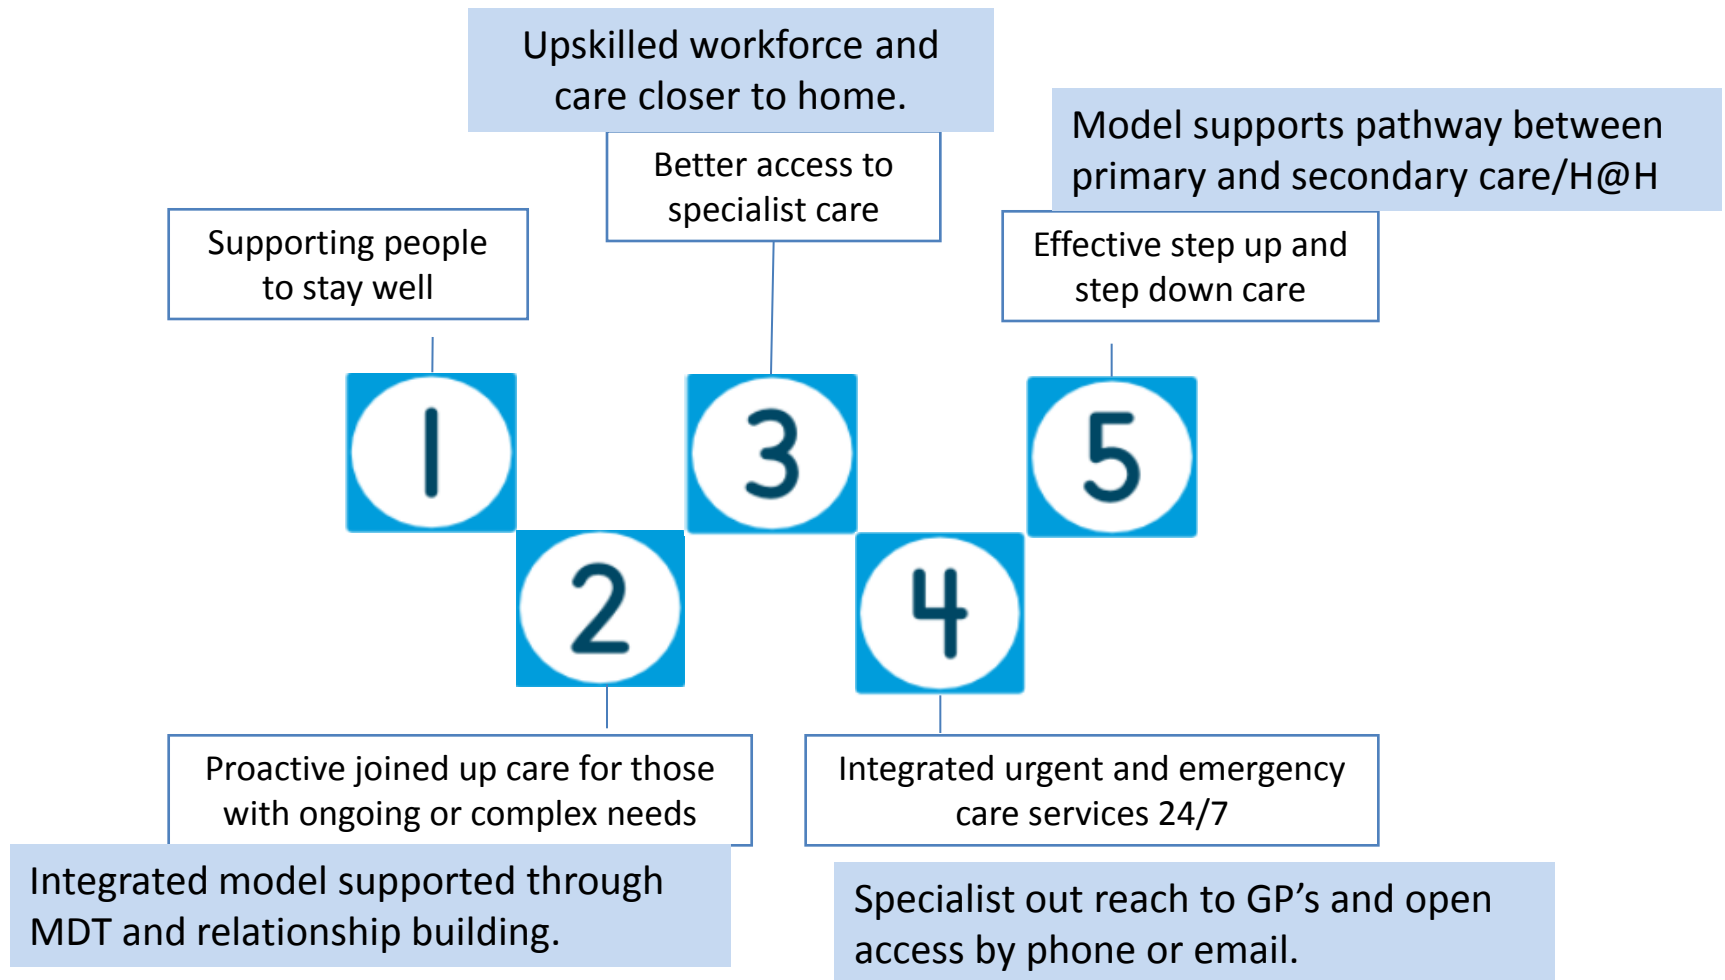 Upskilled workforce and
care closer to home.
Model supports pathway between
primary and secondary care/H@H
Better access to
specialist care
Supporting people
to stay well
Effective step up and
step down care
1
3
5
2
4
Proactive joined up care for those
with ongoing or complex needs
Integrated urgent and emergency
care services 24/7
Integrated model supported through
MDT and relationship building.
Specialist out reach to GP's and open
access by phone or email.